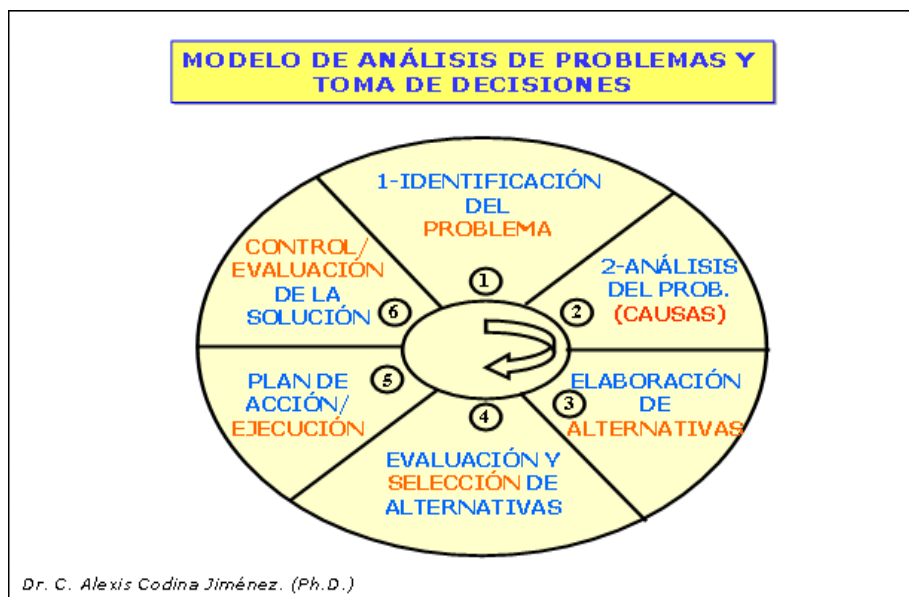 MODELO DE ANÁLISIS DE PROBLEMAS Y
TOMA DE DECISIONES
1-IDENTIFICACIÓN
DEL
PROBLEMA
1
2-ANÁLISIS
DEL PROB.
(CAUSAS)
2
ELABORACIÓN
DE
ALTERNATIVAS
3
4
EVALUACIÓN Y
SELECCIÓN DE
ALTERNATIVAS
5
PLAN DE
ACCIÓN/
EJECUCIÓN
6
CONTROL/
EVALUACIÓN
DE LA
SOLUCIÓN
Dr. C. Alexis Codina Jiménez. (Ph.D.)